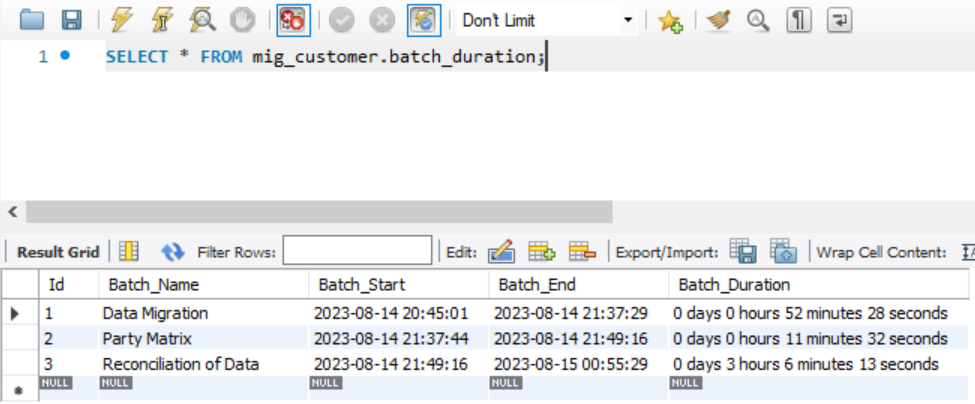 Don't Limit
1 SELECT * FROM mig_customer.batch_duration;
Result Grid Filter Rows: Edit: Export/Import: Wrap Cell Content:
Id Batch_Name Batch_Start Batch_End Batch_Duration
1 Data Migration 2023-08-14 20:45:01 2023-08-14 21:37:29 0 days 0 hours 52 minutes 28 seconds
2 Party Matrix 2023-08-14 21:37:44 2023-08-14 21:49:16 0 days 0 hours 11 minutes 32 seconds
3 Reconciliation of Data 2023-08-14 21:49:16 2023-08-15 00:55:29 0 days 3 hours 6 minutes 13 seconds
NULL NULL NULL NULL NULL